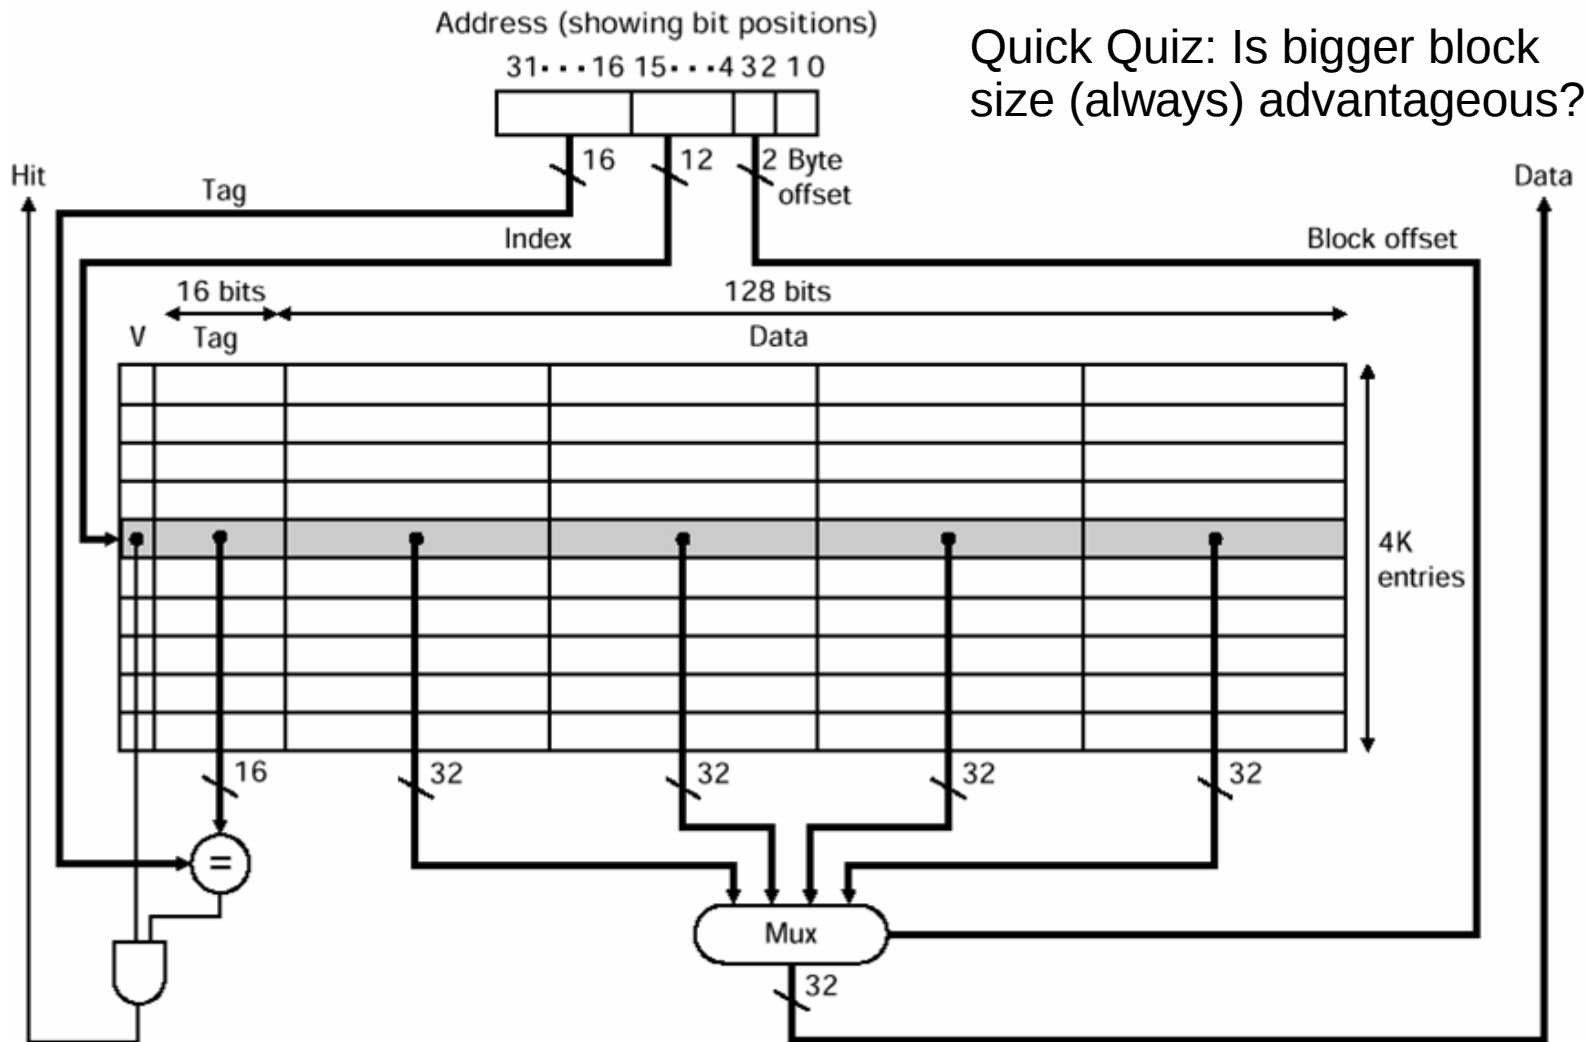 Address (showing bit positions)
Quick Quiz: Is bigger block
size (always) advantageous?
31···16 15···4 3 2 1 0
16
12
2
Byte
offset
Hit
Tag
Data
Index
Block offset
16 bits
128 bits
V
Tag
Data
4K
entries
16
32
32
32
32
=
Mux
32